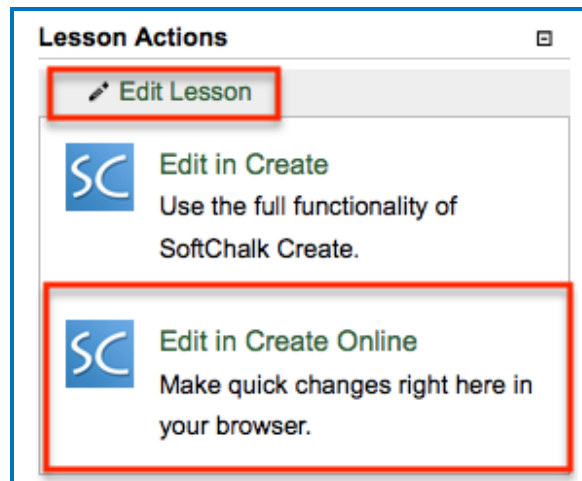 Lesson Actions
Edit Lesson
SC Edit in Create
Use the full functionality of
SoftChalk Create.
SC Edit in Create Online
Make quick changes right here in
your browser.